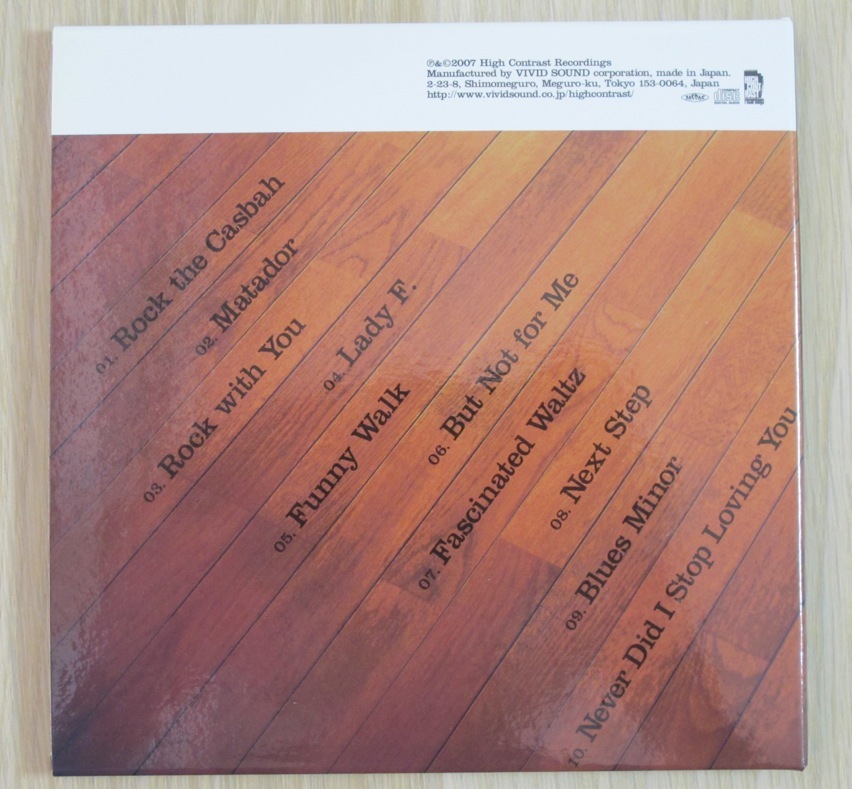 ℗&©2007 High Contrast Recordings
Manufactured by VIVID SOUND corporation, made in Japan.
2-23-8, Shimomeguro, Meguro-ku, Tokyo 153-0064, Japan
http://www.vividsound.co.jp/highcontrast/
COMPACT
disc
01. Rock the Casbah
02. Matador
03. Rock with You
04. Lady F.
05. Funny Walk
06. But Not for Me
07. Fascinated Waltz
08. Next Step
09. Blues Minor
10. Never Did I Stop Loving You